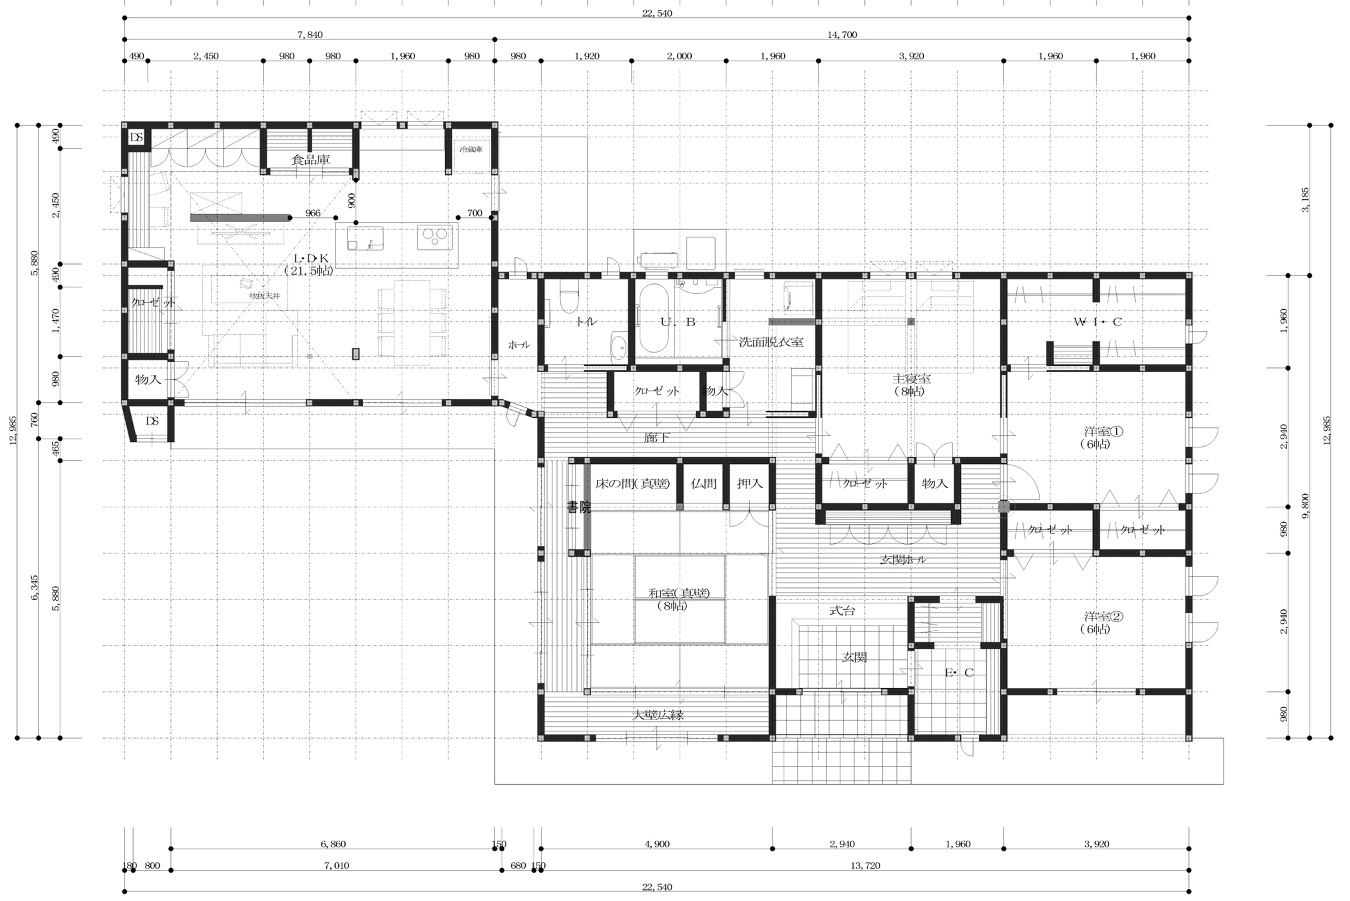 22,540
7,840
14,700
490
2,450
980
980
1,960
980
980
1,920
2,000
1,960
3,920
1,960
1,960
DS
食品庫
冷蔵庫
966
900
700
L・D・K
(21,5帖)
吹抜天井
クローゼット
物入
DS
ホール
トイレ
U. B
洗面脱衣室
クローゼット
物入
主寝室
(8帖)
W・I・C
洋室①
(6帖)
廊下
床の間(真壁)
仏間
押入
書院
クローゼット
物入
クローゼット
クローゼット
玄関ホール
和室(真壁)
(8帖)
式台
玄関
E・C
洋室②
(6帖)
大壁広縁
12,985
5,880
6,345
490
2,450
490
1,470
980
760
465
5,880
3,185
1,960
2,940
980
2,940
980
9,800
12,985
6,860
150
4,900
2,940
1,960
3,920
180
800
7,010
680
150
13,720
22,540